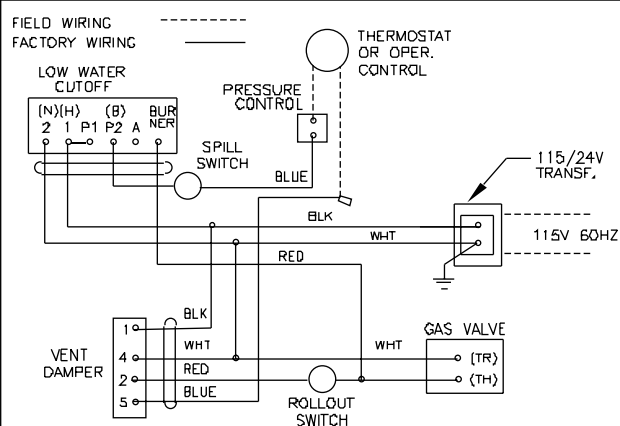 FIELD WIRING
FACTORY WIRING
THERMOSTAT
OR OPER.
CONTROL
LOW WATER
CUTOFF
PRESSURE
CONTROL
(N)(H) (B) BUR
NER
2 1 P1 P2 A
SPILL
SWITCH
BLUE
115/24V
TRANSF.
BLK
WHT
115V 60HZ
RED
BLK
1
WHT
WHT
GAS VALVE
VENT
DAMPER
4
(TR)
RED
2
(TH)
BLUE
5
ROLLOUT
SWITCH